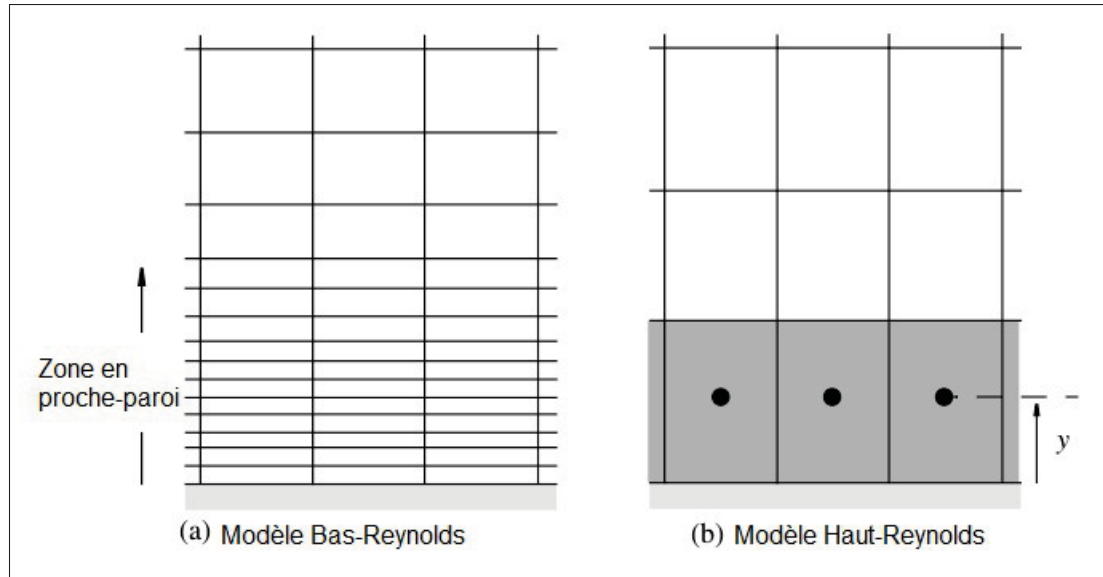 Zone en
proche-paroi
y
(a) Modèle Bas-Reynolds
(b) Modèle Haut-Reynolds